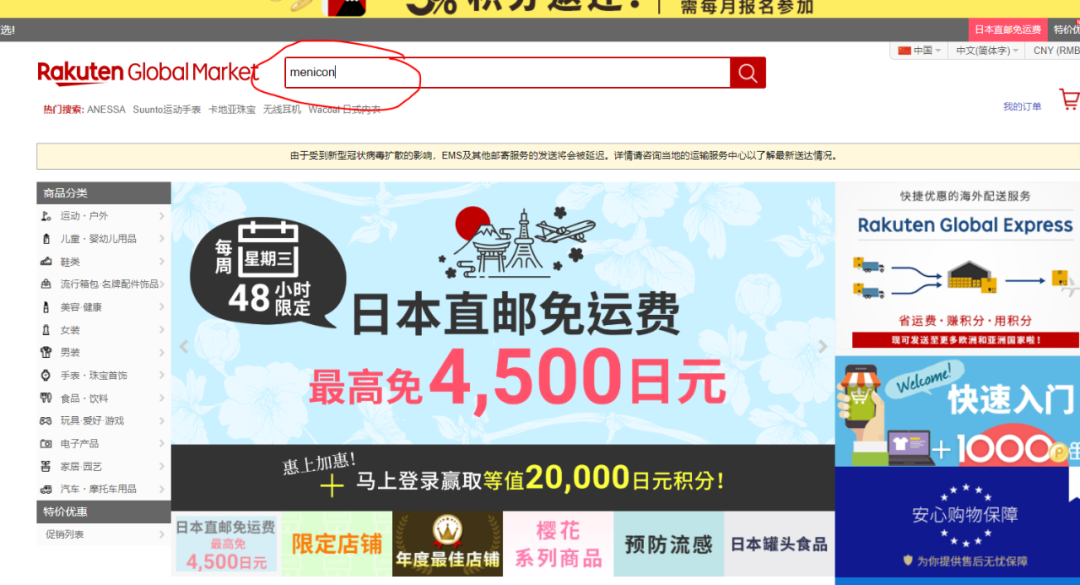 5%积分返还！
需每月报名参加
选!
日本直邮免运费
特价优
中国
中文(简体字)
CNY (RMB
Rakuten Global Market
menicon
热门搜索: ANESSA Suunto运动手表 卡地亚珠宝 无线耳机 Wacoal 日式内衣
我的订单
由于受到新型冠状病毒扩散的影响，EMS及其他邮寄服务的发送将会被延迟。详情请咨询当地的运输服务中心以了解最新送达情况。
商品分类
运动・户外
儿童・婴幼儿用品
鞋类
流行箱包·名牌配件饰品
美容·健康
女装
男装
手表・珠宝首饰
食品・饮料
玩具·爱好·游戏
电子产品
家居·园艺
汽车・摩托车用品
特价优惠
促销列表
每周
星期三
48小时限定
日本直邮免运费
最高免4,500日元
惠上加惠!
+ 马上登录赢取等值20,000日元积分!
日本直邮免运费
最高免
4,500日元
限定店铺
年度最佳店铺
樱花
系列商品
预防流感
日本罐头食品
快捷优惠的海外配送服务
Rakuten Global Express
省运费・赚积分・用积分
现可发送至更多欧洲和亚洲国家啦！
Welcome!
快速入门
+1000
P
安心购物保障
为你提供售后无忧保障